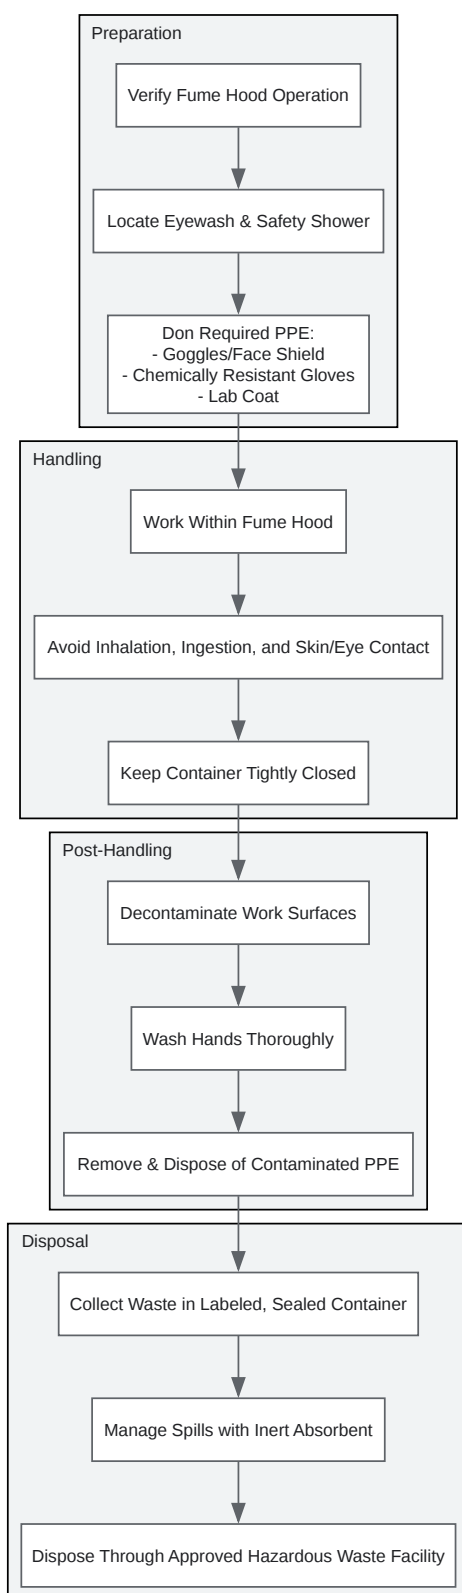 Preparation
Verify Fume Hood Operation
Locate Eyewash & Safety Shower
Don Required PPE:
- Goggles/Face Shield
- Chemically Resistant Gloves
- Lab Coat
Handling
Work Within Fume Hood
Avoid Inhalation, Ingestion, and Skin/Eye Contact
Keep Container Tightly Closed
Post-Handling
Decontaminate Work Surfaces
Wash Hands Thoroughly
Remove & Dispose of Contaminated PPE
Disposal
Collect Waste in Labeled, Sealed Container
Manage Spills with Inert Absorbent
Dispose Through Approved Hazardous Waste Facility